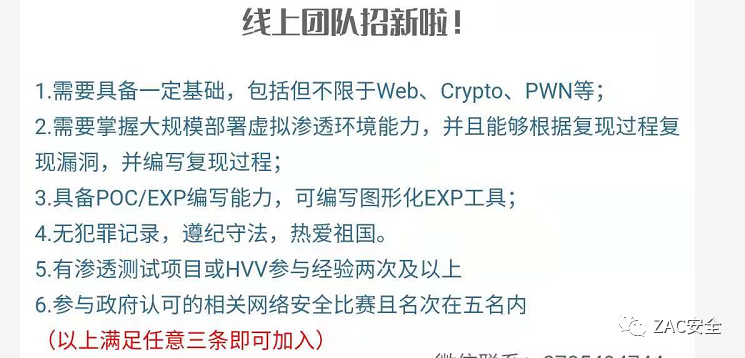 线上团队招新啦！
1.需要具备一定基础，包括但不限于Web、Crypto、PWN等；
2.需要掌握大规模部署虚拟渗透环境能力，并且能够根据复现过程复
现漏洞，并编写复现过程；
3.具备POC/EXP编写能力，可编写图形化EXP工具；
4.无犯罪记录，遵纪守法，热爱祖国。
5.有渗透测试项目或HVV参与经验两次及以上
6.参与政府认可的相关网络安全比赛且名次在五名内
（以上满足任意三条即可加入）
ZAC安全